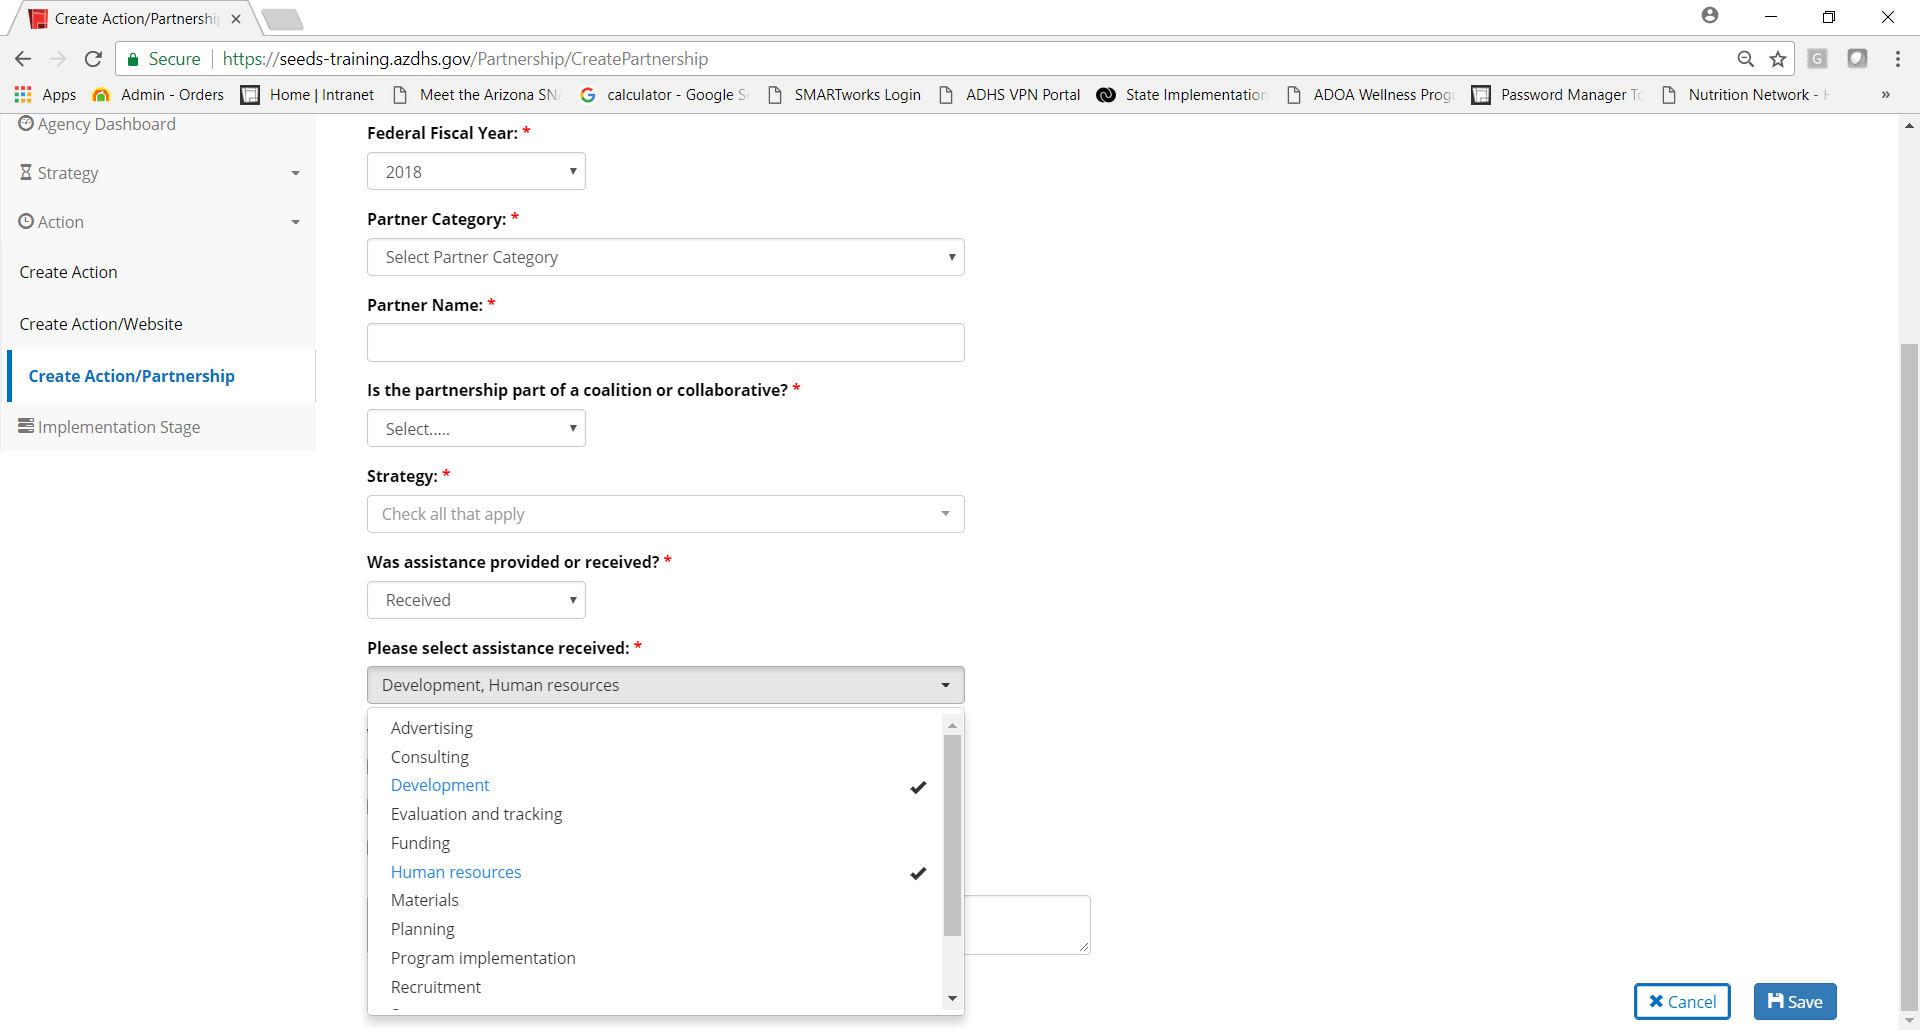 Create Action/Partnership
Secure
https://seeds-training.azdhs.gov/Partnership/CreatePartnership
G
Apps
Admin - Orders
Home | Intranet
Meet the Arizona SN
calculator - Google S
SMARTworks Login
ADHS VPN Portal
State Implementation
ADOA Wellness Prog
Password Manager To
Nutrition Network -
»
Agency Dashboard
Strategy
Action
Create Action
Create Action/Website
Create Action/Partnership
Implementation Stage
Federal Fiscal Year: *
2018
Partner Category: *
Select Partner Category
Partner Name: *
Is the partnership part of a coalition or collaborative? *
Select.....
Strategy: *
Check all that apply
Was assistance provided or received? *
Received
Please select assistance received: *
Development, Human resources
Advertising
Consulting
Development
Evaluation and tracking
Funding
Human resources
Materials
Planning
Program implementation
Recruitment
Cancel
Save